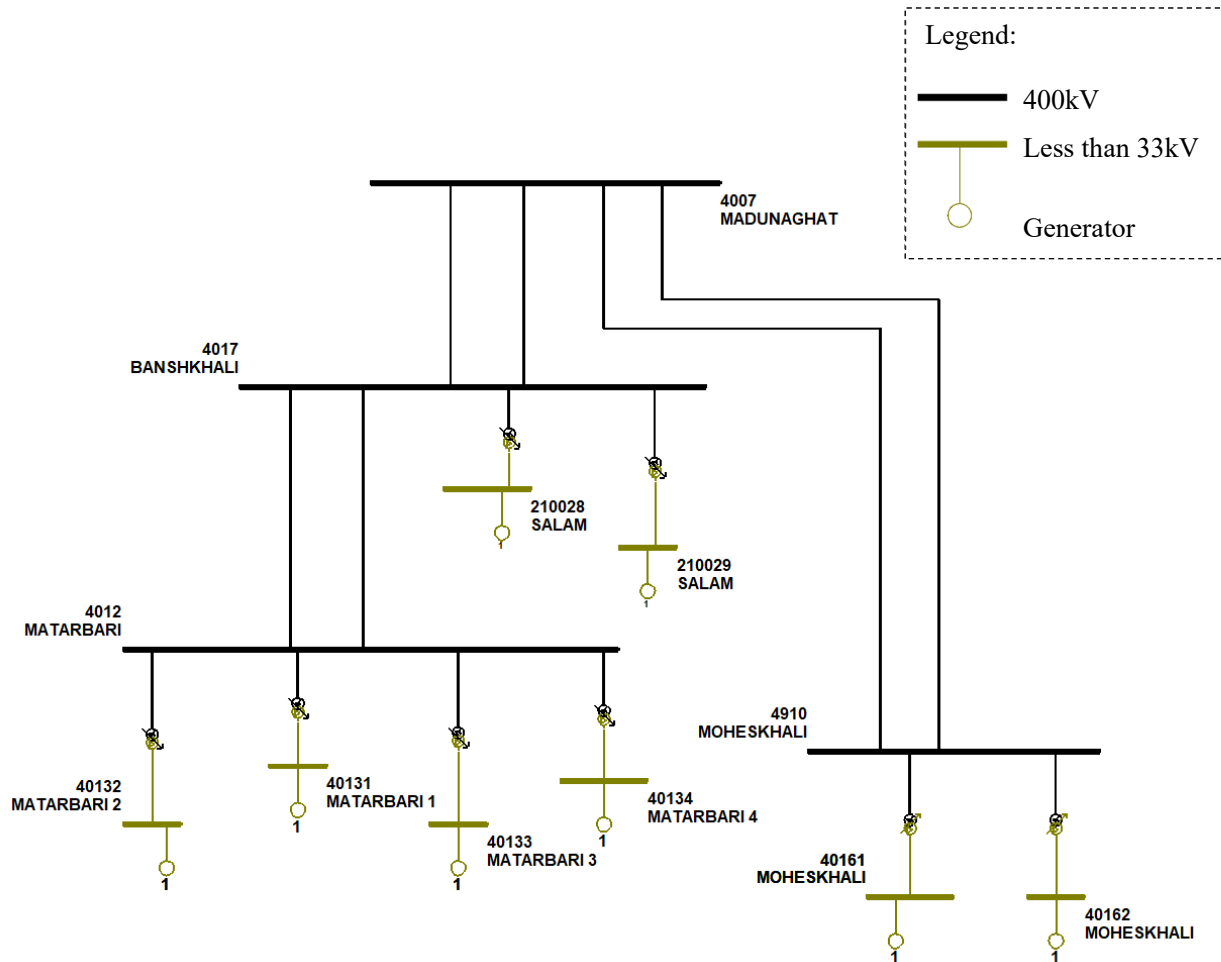 Legend:
400kV
Less than 33kV
Generator
4007
MADUNAGHAT
4017
BANSHKHALI
210028
SALAM
1
210029
SALAM
1
4012
MATARBARI
40132
MATARBARI 2
1
40131
MATARBARI 1
1
40133
MATARBARI 3
1
40134
MATARBARI 4
1
4910
MOHESKHALI
40161
MOHESKHALI
1
40162
MOHESKHALI
1